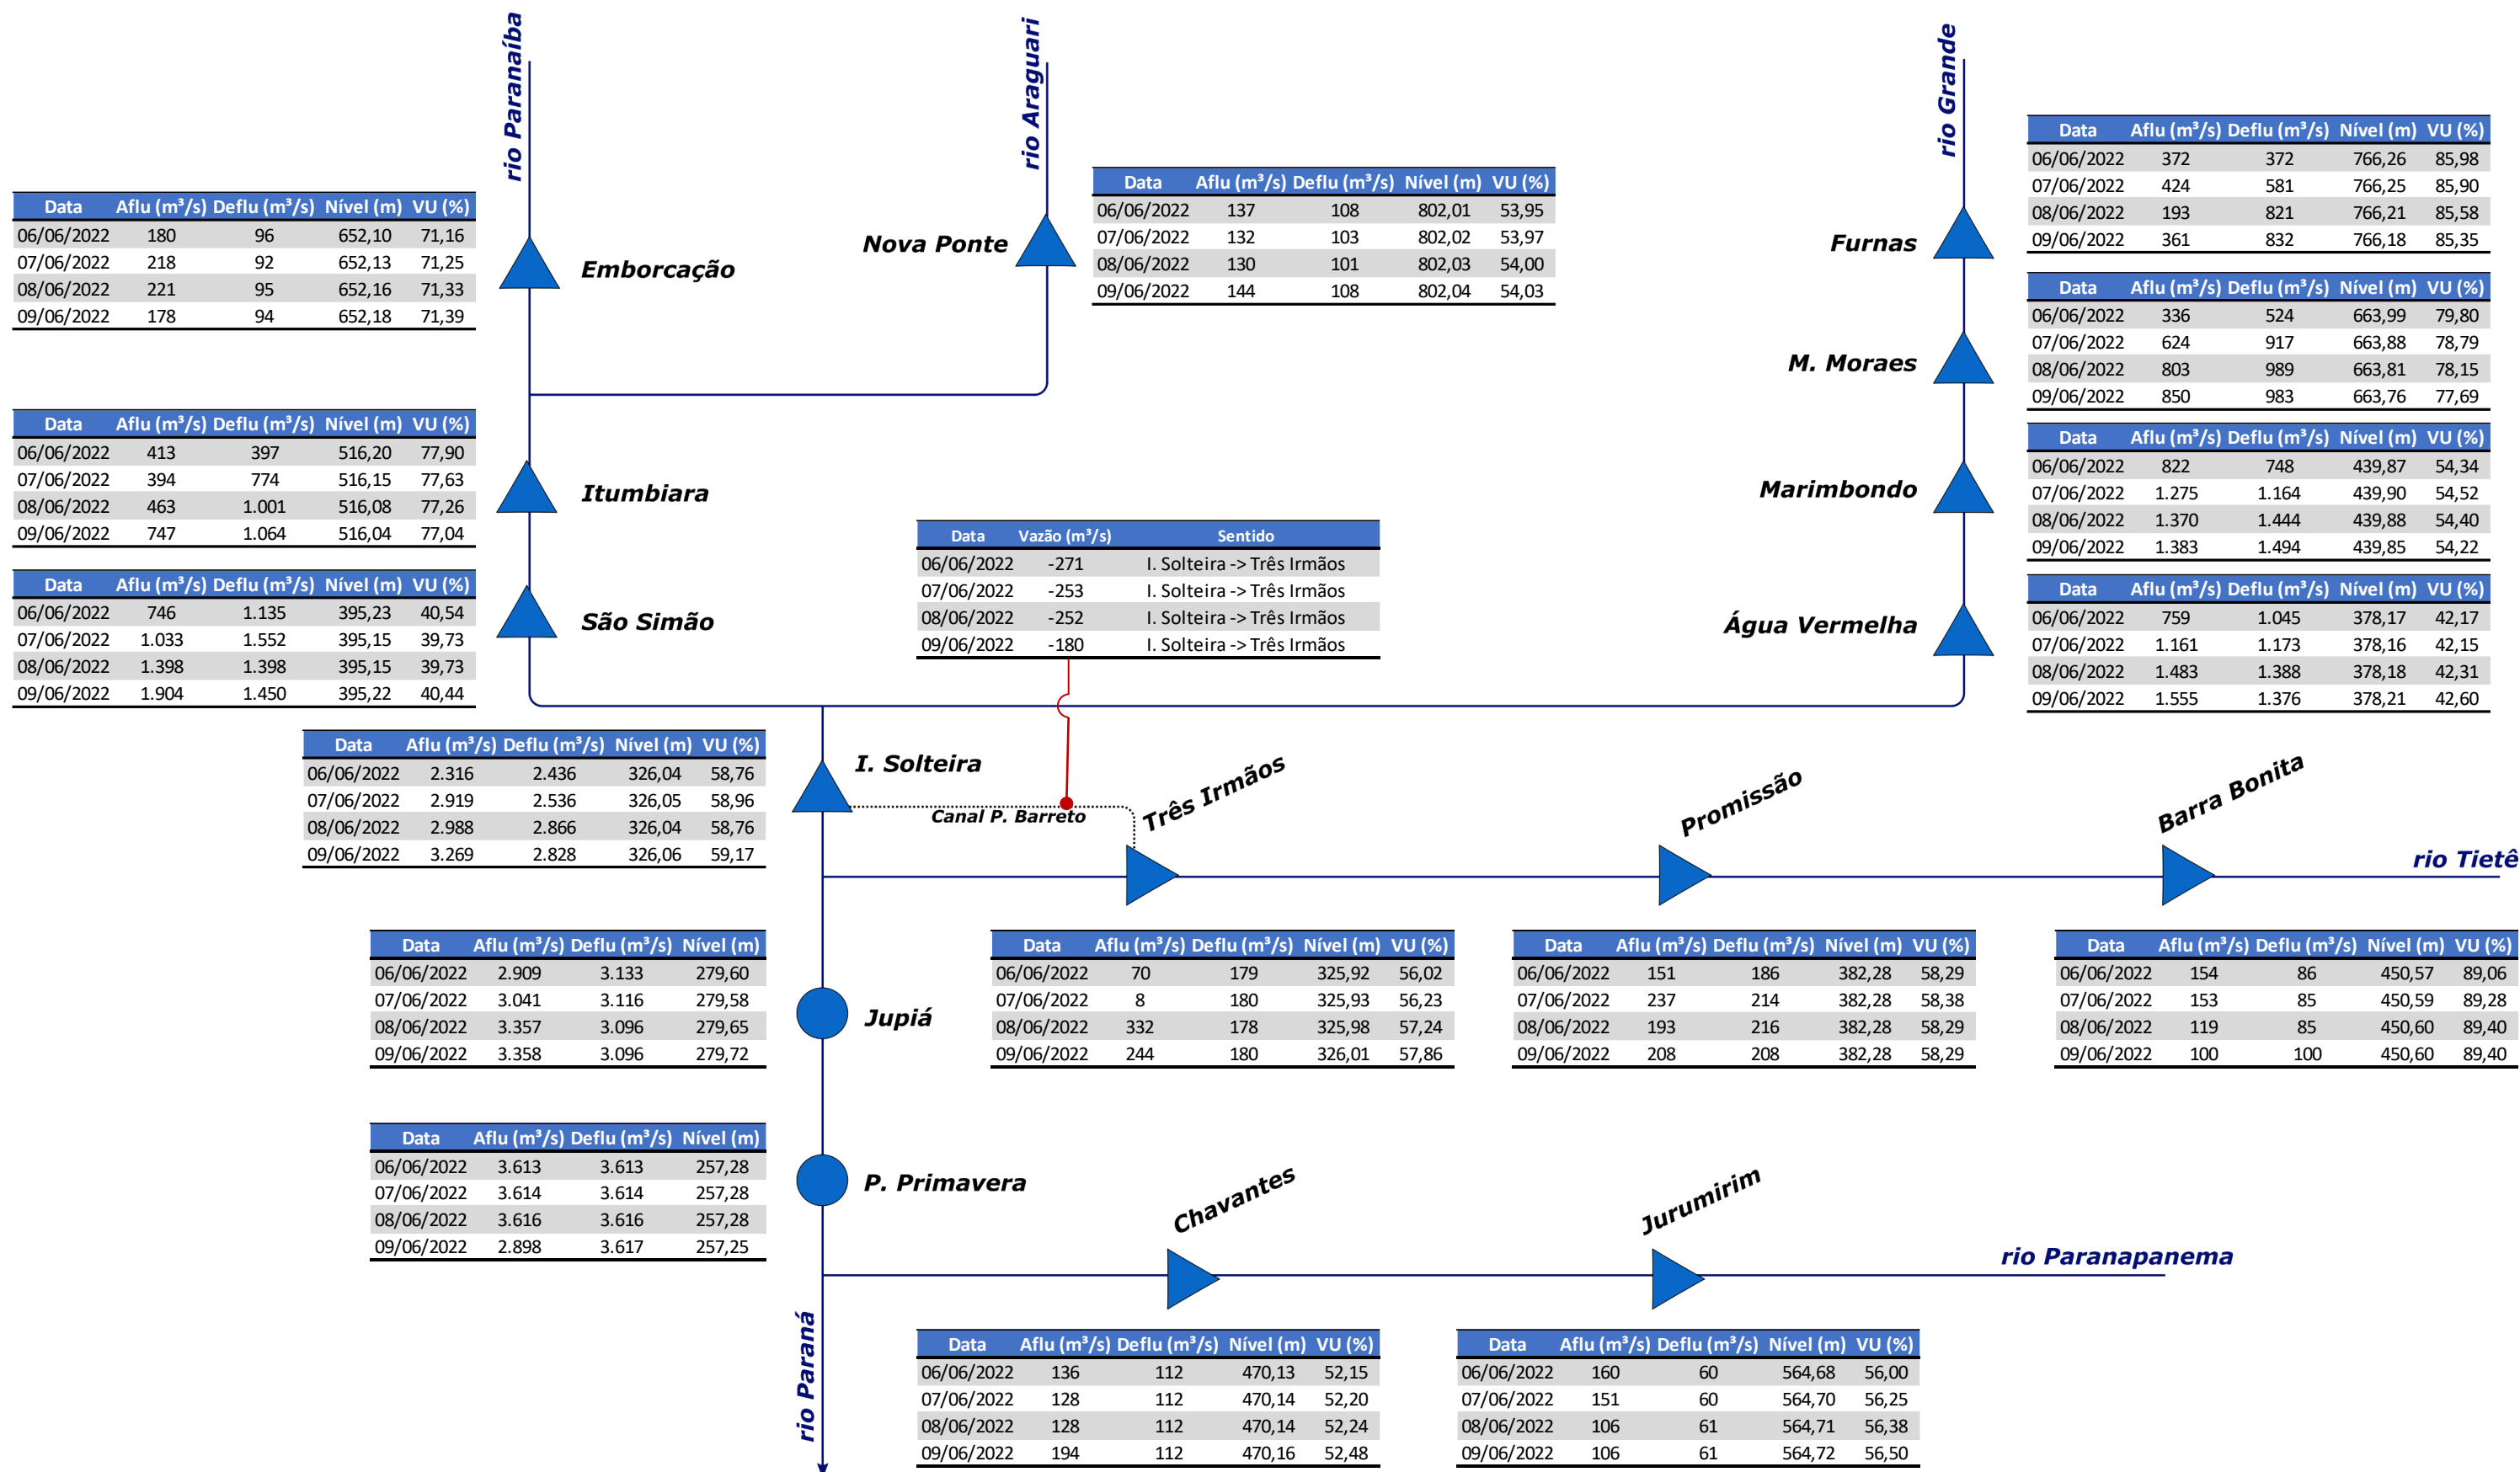 rio Paranaíba
rio Araguari
rio Grande
Data Aflu (m³/s) Deflu (m³/s) Nível (m) VU (%)
06/06/2022 372 372 766,26 85,98
07/06/2022 424 581 766,25 85,90
08/06/2022 193 821 766,21 85,58
09/06/2022 361 832 766,18 85,35
Furnas
Data Aflu (m³/s) Deflu (m³/s) Nível (m) VU (%)
06/06/2022 137 108 802,01 53,95
07/06/2022 132 103 802,02 53,97
08/06/2022 130 101 802,03 54,00
09/06/2022 144 108 802,04 54,03
Nova Ponte
Data Aflu (m³/s) Deflu (m³/s) Nível (m) VU (%)
06/06/2022 180 96 652,10 71,16
07/06/2022 218 92 652,13 71,25
08/06/2022 221 95 652,16 71,33
09/06/2022 178 94 652,18 71,39
Emborcação
Data Aflu (m³/s) Deflu (m³/s) Nível (m) VU (%)
06/06/2022 336 524 663,99 79,80
07/06/2022 624 917 663,88 78,79
08/06/2022 803 989 663,81 78,15
09/06/2022 850 983 663,76 77,69
M. Moraes
Data Aflu (m³/s) Deflu (m³/s) Nível (m) VU (%)
06/06/2022 413 397 516,20 77,90
07/06/2022 394 774 516,15 77,63
08/06/2022 463 1.001 516,08 77,26
09/06/2022 747 1.064 516,04 77,04
Itumbiara
Data Aflu (m³/s) Deflu (m³/s) Nível (m) VU (%)
06/06/2022 822 748 439,87 54,34
07/06/2022 1.275 1.164 439,90 54,52
08/06/2022 1.370 1.444 439,88 54,40
09/06/2022 1.383 1.494 439,85 54,22
Marimbondo
Data Vazão (m³/s) Sentido
06/06/2022 -271 I. Solteira -> Três Irmãos
07/06/2022 -253 I. Solteira -> Três Irmãos
08/06/2022 -252 I. Solteira -> Três Irmãos
09/06/2022 -180 I. Solteira -> Três Irmãos
Data Aflu (m³/s) Deflu (m³/s) Nível (m) VU (%)
06/06/2022 746 1.135 395,23 40,54
07/06/2022 1.033 1.552 395,15 39,73
08/06/2022 1.398 1.398 395,15 39,73
09/06/2022 1.904 1.450 395,22 40,44
São Simão
Data Aflu (m³/s) Deflu (m³/s) Nível (m) VU (%)
06/06/2022 759 1.045 378,17 42,17
07/06/2022 1.161 1.173 378,16 42,15
08/06/2022 1.483 1.388 378,18 42,31
09/06/2022 1.555 1.376 378,21 42,60
Água Vermelha
Data Aflu (m³/s) Deflu (m³/s) Nível (m) VU (%)
06/06/2022 2.316 2.436 326,04 58,76
07/06/2022 2.919 2.536 326,05 58,96
08/06/2022 2.988 2.866 326,04 58,76
09/06/2022 3.269 2.828 326,06 59,17
I. Solteira
Canal P. Barreto
Três Irmãos
Promissão
Barra Bonita
rio Tietê
Data Aflu (m³/s) Deflu (m³/s) Nível (m)
06/06/2022 2.909 3.133 279,60
07/06/2022 3.041 3.116 279,58
08/06/2022 3.357 3.096 279,65
09/06/2022 3.358 3.096 279,72
Jupiá
Data Aflu (m³/s) Deflu (m³/s) Nível (m) VU (%)
06/06/2022 70 179 325,92 56,02
07/06/2022 8 180 325,93 56,23
08/06/2022 332 178 325,98 57,24
09/06/2022 244 180 326,01 57,86
Data Aflu (m³/s) Deflu (m³/s) Nível (m) VU (%)
06/06/2022 151 186 382,28 58,29
07/06/2022 237 214 382,28 58,38
08/06/2022 193 216 382,28 58,29
09/06/2022 208 208 382,28 58,29
Data Aflu (m³/s) Deflu (m³/s) Nível (m) VU (%)
06/06/2022 154 86 450,57 89,06
07/06/2022 153 85 450,59 89,28
08/06/2022 119 85 450,60 89,40
09/06/2022 100 100 450,60 89,40
Data Aflu (m³/s) Deflu (m³/s) Nível (m)
06/06/2022 3.613 3.613 257,28
07/06/2022 3.614 3.614 257,28
08/06/2022 3.616 3.616 257,28
09/06/2022 2.898 3.617 257,25
P. Primavera
Chavantes
Jurumirim
rio Paranapanema
rio Paraná
Data Aflu (m³/s) Deflu (m³/s) Nível (m) VU (%)
06/06/2022 136 112 470,13 52,15
07/06/2022 128 112 470,14 52,20
08/06/2022 128 112 470,14 52,24
09/06/2022 194 112 470,16 52,48
Data Aflu (m³/s) Deflu (m³/s) Nível (m) VU (%)
06/06/2022 160 60 564,68 56,00
07/06/2022 151 60 564,70 56,25
08/06/2022 106 61 564,71 56,38
09/06/2022 106 61 564,72 56,50